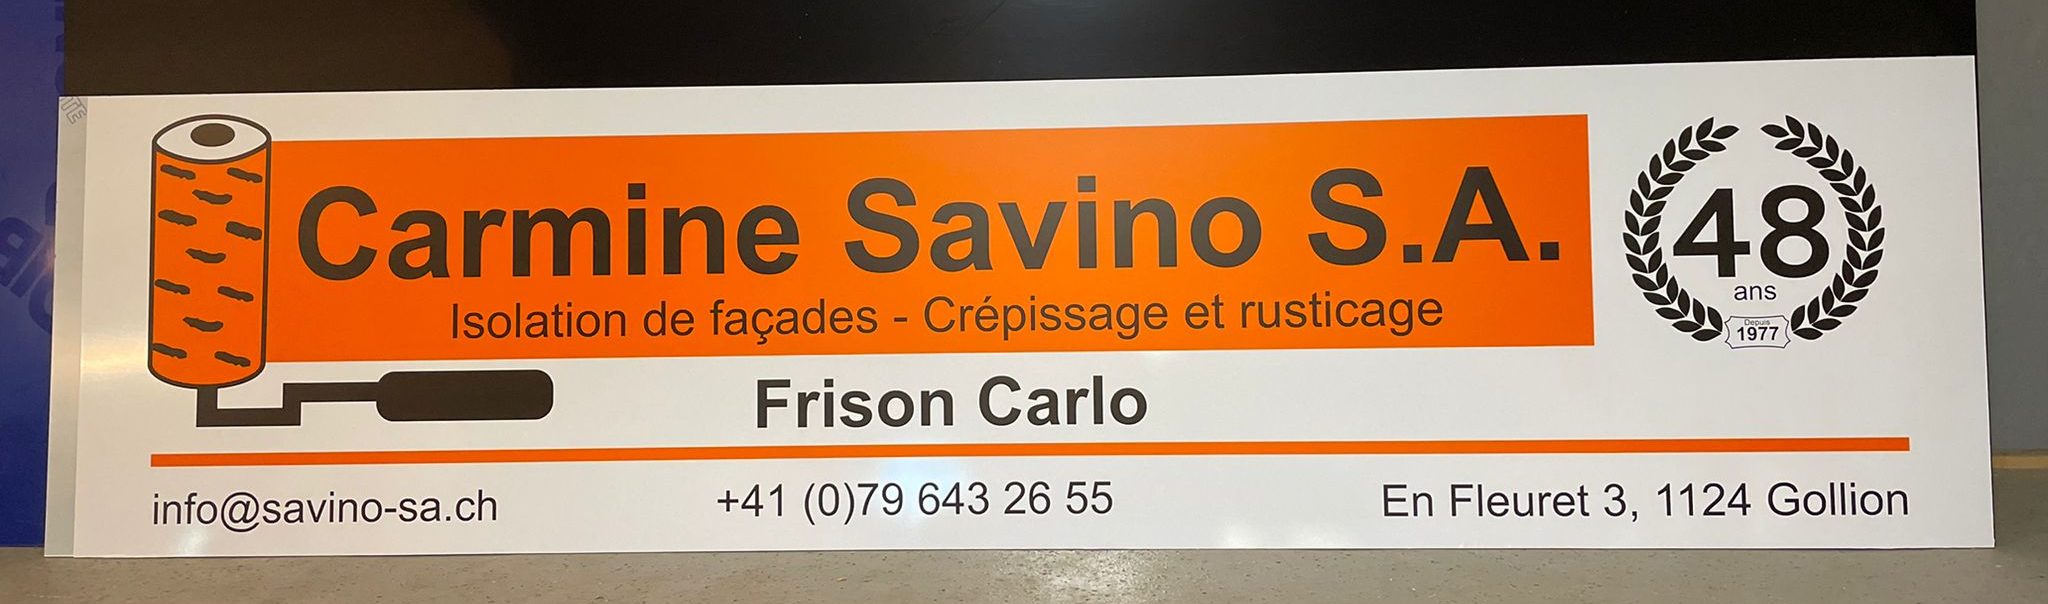 Carmine Savino S.A.
Isolation de façades - Crépissage et rusticage
48
ans
Depuis
1977
Frison Carlo
info@savino-sa.ch
+41 (0)79 643 26 55
En Fleuret 3, 1124 Gollion